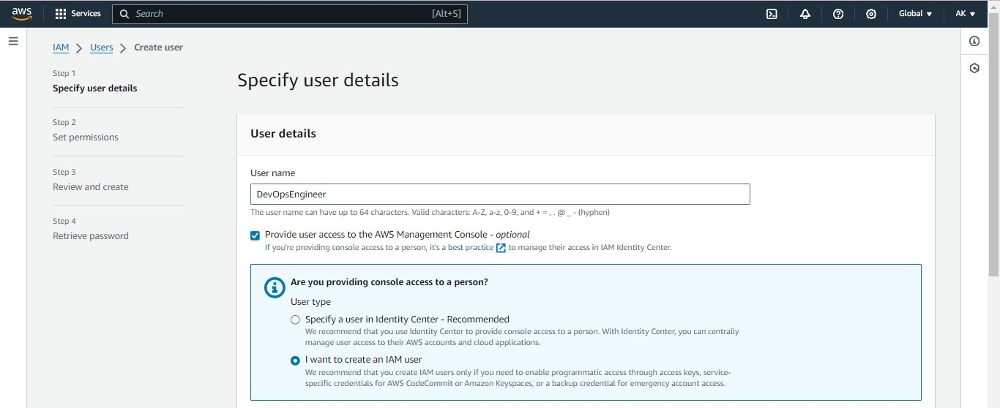 aws
Services
Search [Alt+S]
Global ▼
AK ▼
IAM > Users > Create user
Step 1
Specify user details
Step 2
Set permissions
Step 3
Review and create
Step 4
Retrieve password
Specify user details
User details
User name
DevOpsEngineer
The user name can have up to 64 characters. Valid characters: A-Z, a-z, 0-9, and + = , . @ _ - (hyphen)
Provide user access to the AWS Management Console - optional
If you're providing console access to a person, it's a best practice to manage their access in IAM Identity Center.
Are you providing console access to a person?
User type
Specify a user in Identity Center - Recommended
We recommend that you use Identity Center to provide console access to a person. With Identity Center, you can centrally
manage user access to their AWS accounts and cloud applications.
I want to create an IAM user
We recommend that you create IAM users only if you need to enable programmatic access through access keys, service-
specific credentials for AWS CodeCommit or Amazon Keyspaces, or a backup credential for emergency account access.